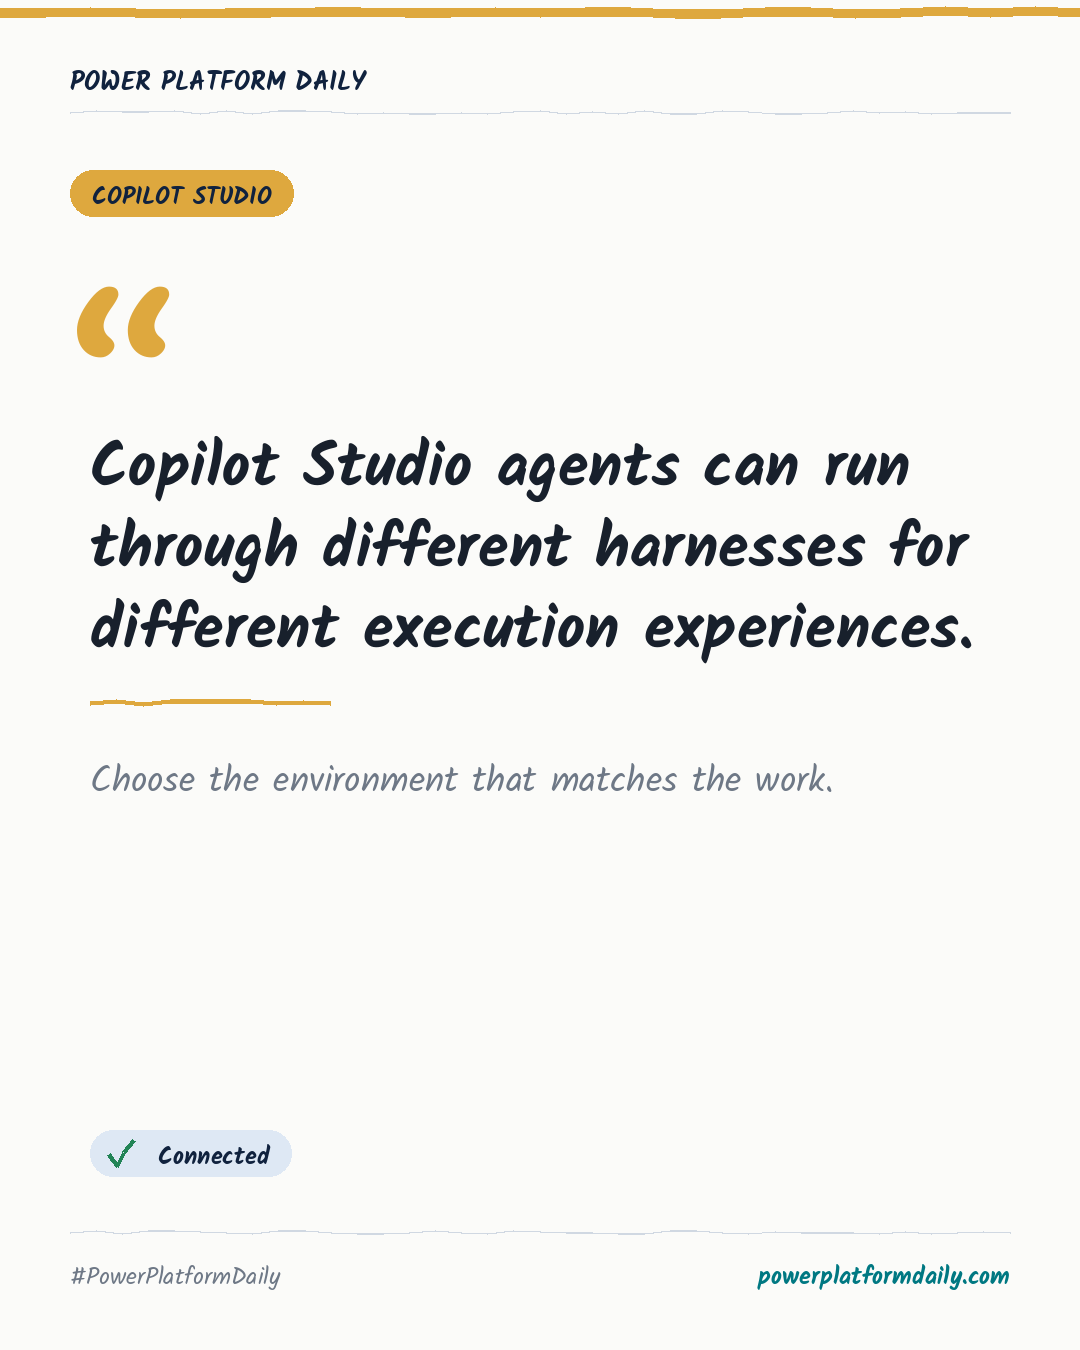 POWER PLATFORM DAILY
COPILOT STUDIO
“
Copilot Studio agents can run
through different harnesses for
different execution experiences.
Choose the environment that matches the work.
✓ Connected
#PowerPlatformDaily
powerplatformdaily.com